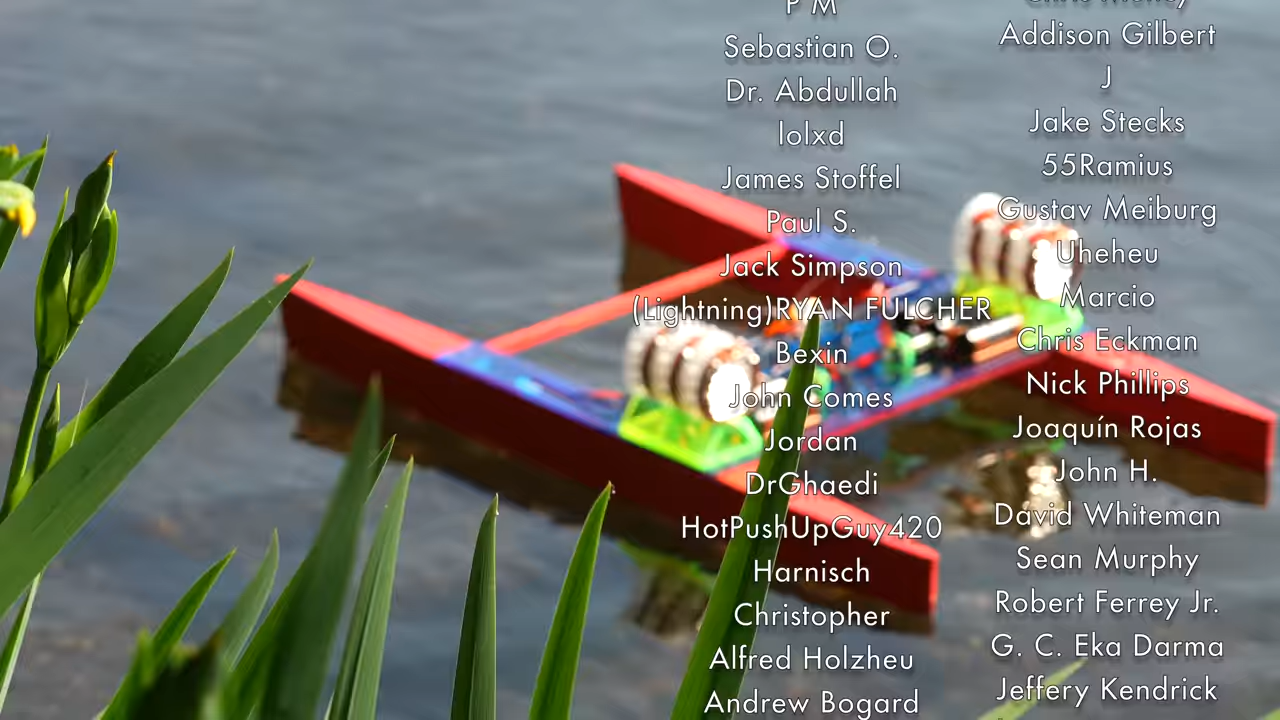 P M
Sebastian O.
Dr. Abdullah
lolxd
James Stoffel
Paul S.
Jack Simpson
(Lightning)RYAN FULCHER
Bexin
John Comes
Jordan
DrGhaedi
HotPushUpGuy420
Harnisch
Christopher
Alfred Holzheu
Andrew Bogard
Addison Gilbert
J
Jake Stecks
55Ramius
Gustav Meiburg
Uheheu
Marcio
Chris Eckman
Nick Phillips
Joaquín Rojas
John H.
David Whiteman
Sean Murphy
Robert Ferrey Jr.
G. C. Eka Darma
Jeffery Kendrick